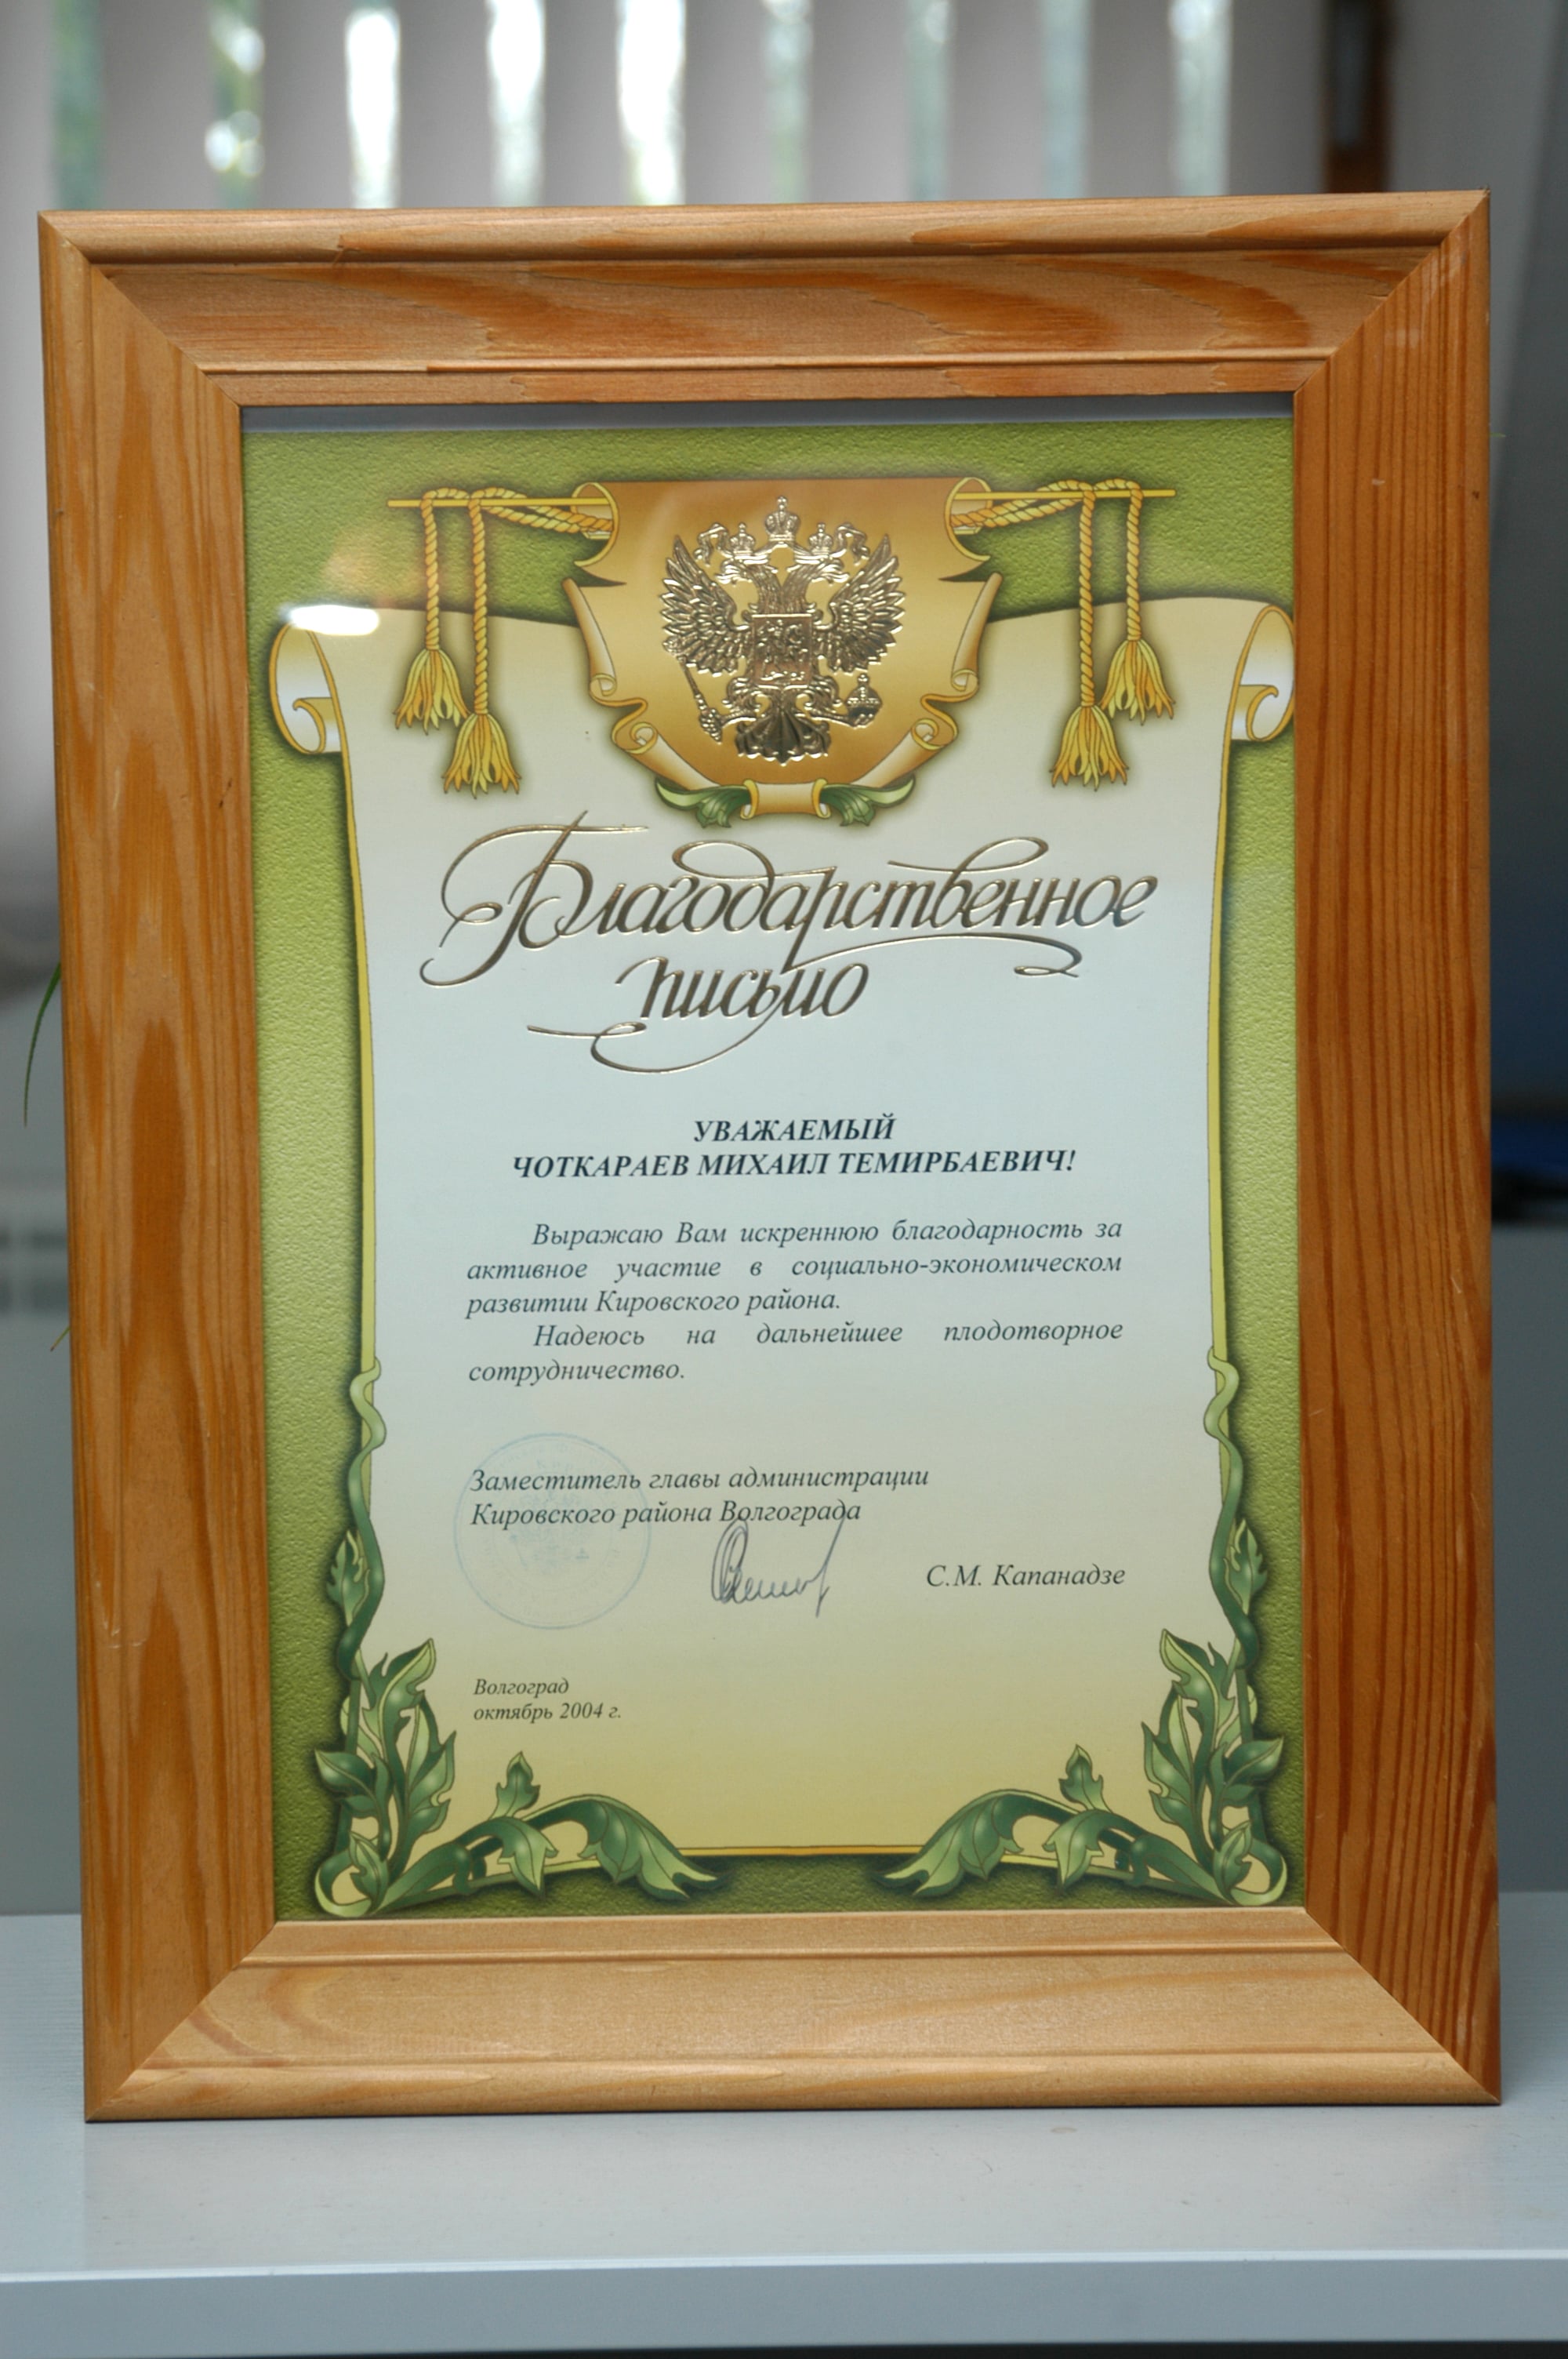 Благодарственное
письмо
УВАЖАЕМЫЙ
ЧОТКАРАЕВ МИХАИЛ ТЕМИРБАЕВИЧ!
Выражаю Вам искреннюю благодарность за
активное участие в социально-экономическом
развитии Кировского района.
Надеюсь на дальнейшее плодотворное
сотрудничество.
Заместитель главы администрации
Кировского района Волгограда
С.М. Капанадзе
Волгоград
октябрь 2004 г.